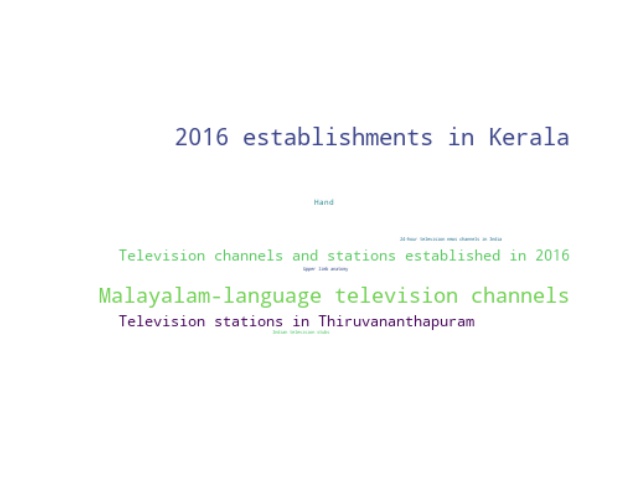 2016 establishments in Kerala
Hand
24-hour television news channels in India
Television channels and stations established in 2016
Upper limb anatomy
Malayalam-language television channels
Television stations in Thiruvananthapuram
Indian television stubs